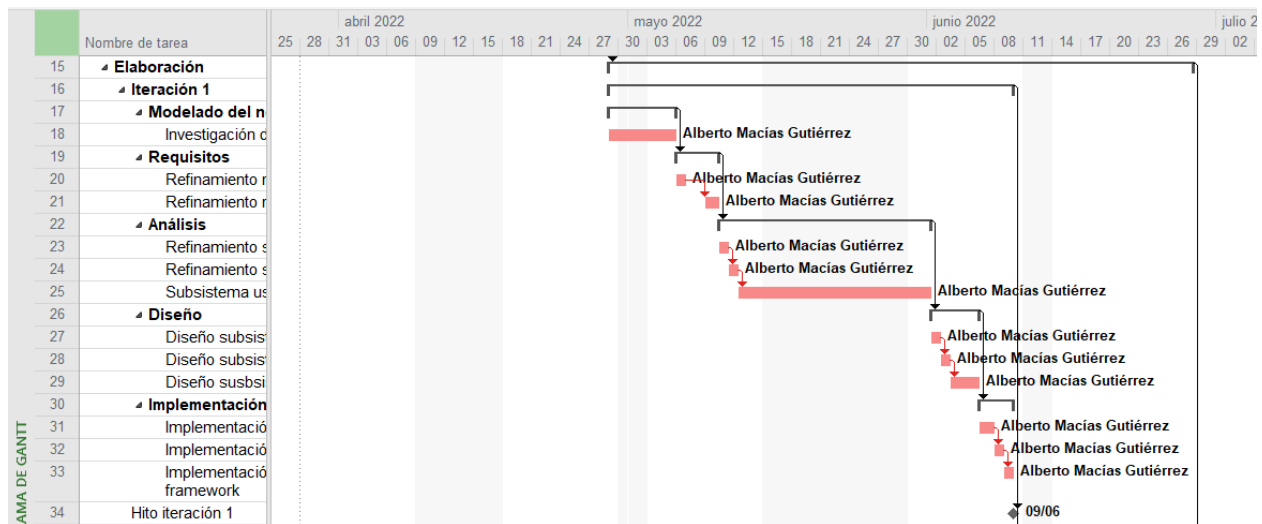 abril 2022 mayo 2022 junio 2022 julio 2
Nombre de tarea 25 28 31 03 06 09 12 15 18 21 24 27 30 03 06 09 12 15 18 21 24 27 30 02 05 08 11 14 17 20 23 26 29 02
15 Elaboración
16 Iteración 1
17 Modelado del n
18 Investigación d Alberto Macías Gutiérrez
19 Requisitos
20 Refinamiento r Alberto Macías Gutiérrez
21 Refinamiento r Alberto Macías Gutiérrez
22 Análisis
23 Refinamiento s Alberto Macías Gutiérrez
24 Refinamiento s Alberto Macías Gutiérrez
25 Subsistema us Alberto Macías Gutiérrez
26 Diseño
27 Diseño subsist Alberto Macías Gutiérrez
28 Diseño subsist Alberto Macías Gutiérrez
29 Diseño susbsi Alberto Macías Gutiérrez
30 Implementación
31 Implementació Alberto Macías Gutiérrez
32 Implementació Alberto Macías Gutiérrez
33 Implementació Alberto Macías Gutiérrez
framework
34 Hito iteración 1 09/06
AMA DE GANTT